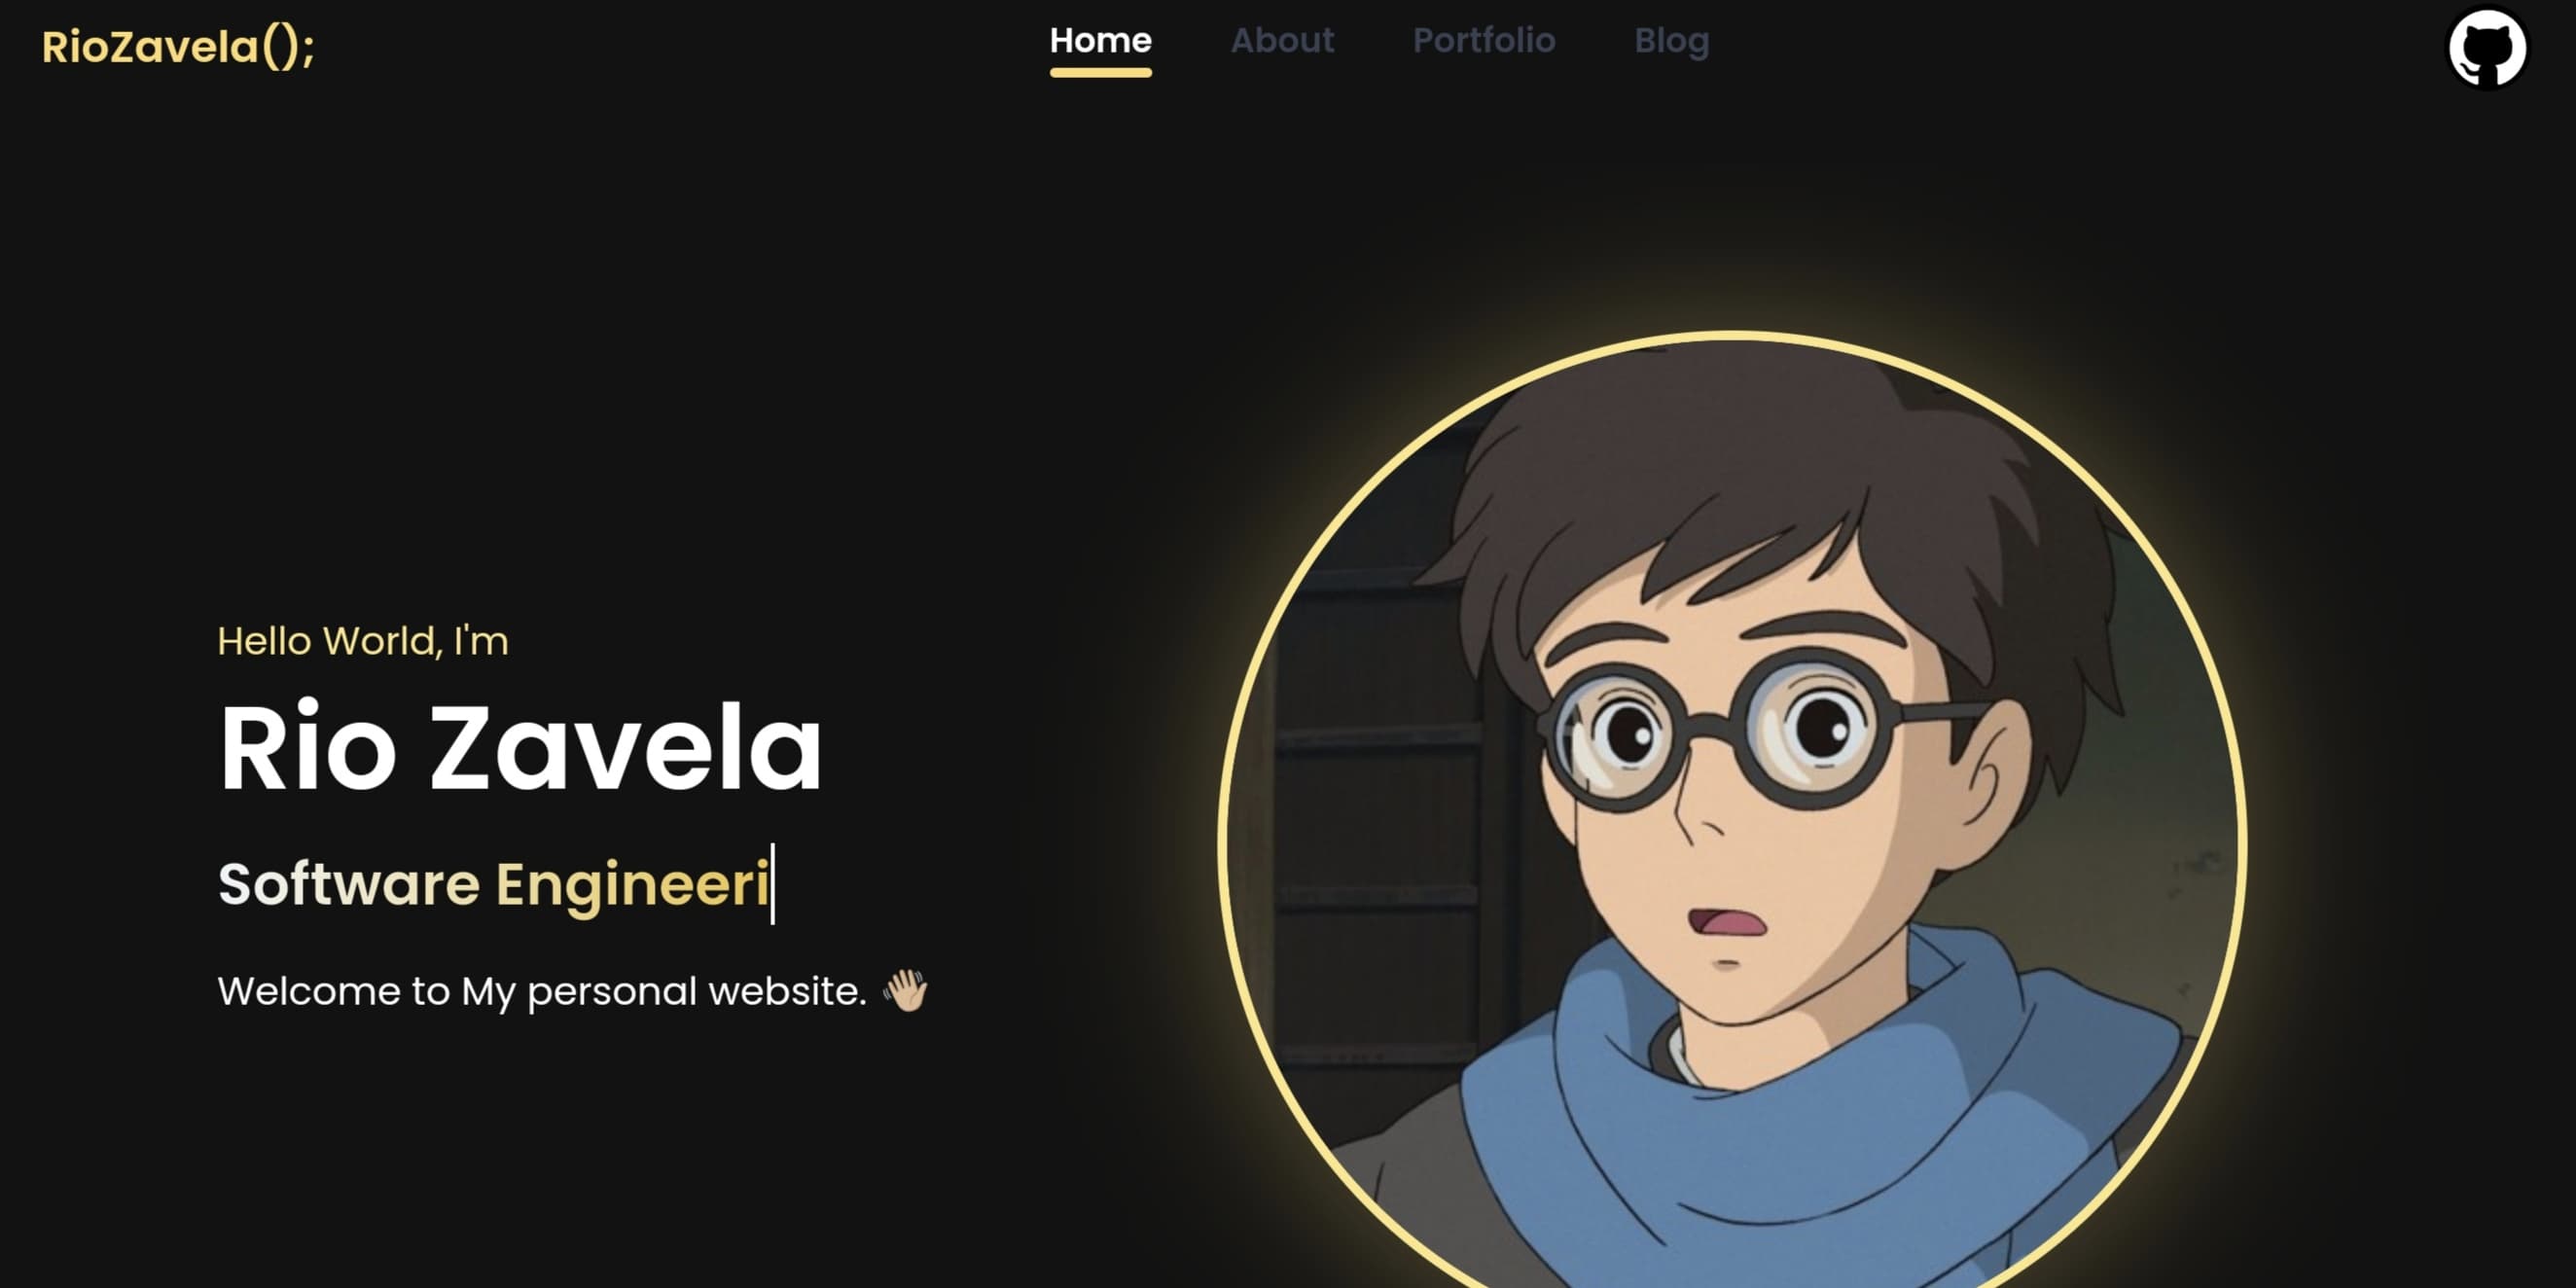 RioZavela();
Home About Portfolio Blog
Hello World, I'm
Rio Zavela
Software Engineeri
Welcome to My personal website. 👋🏼